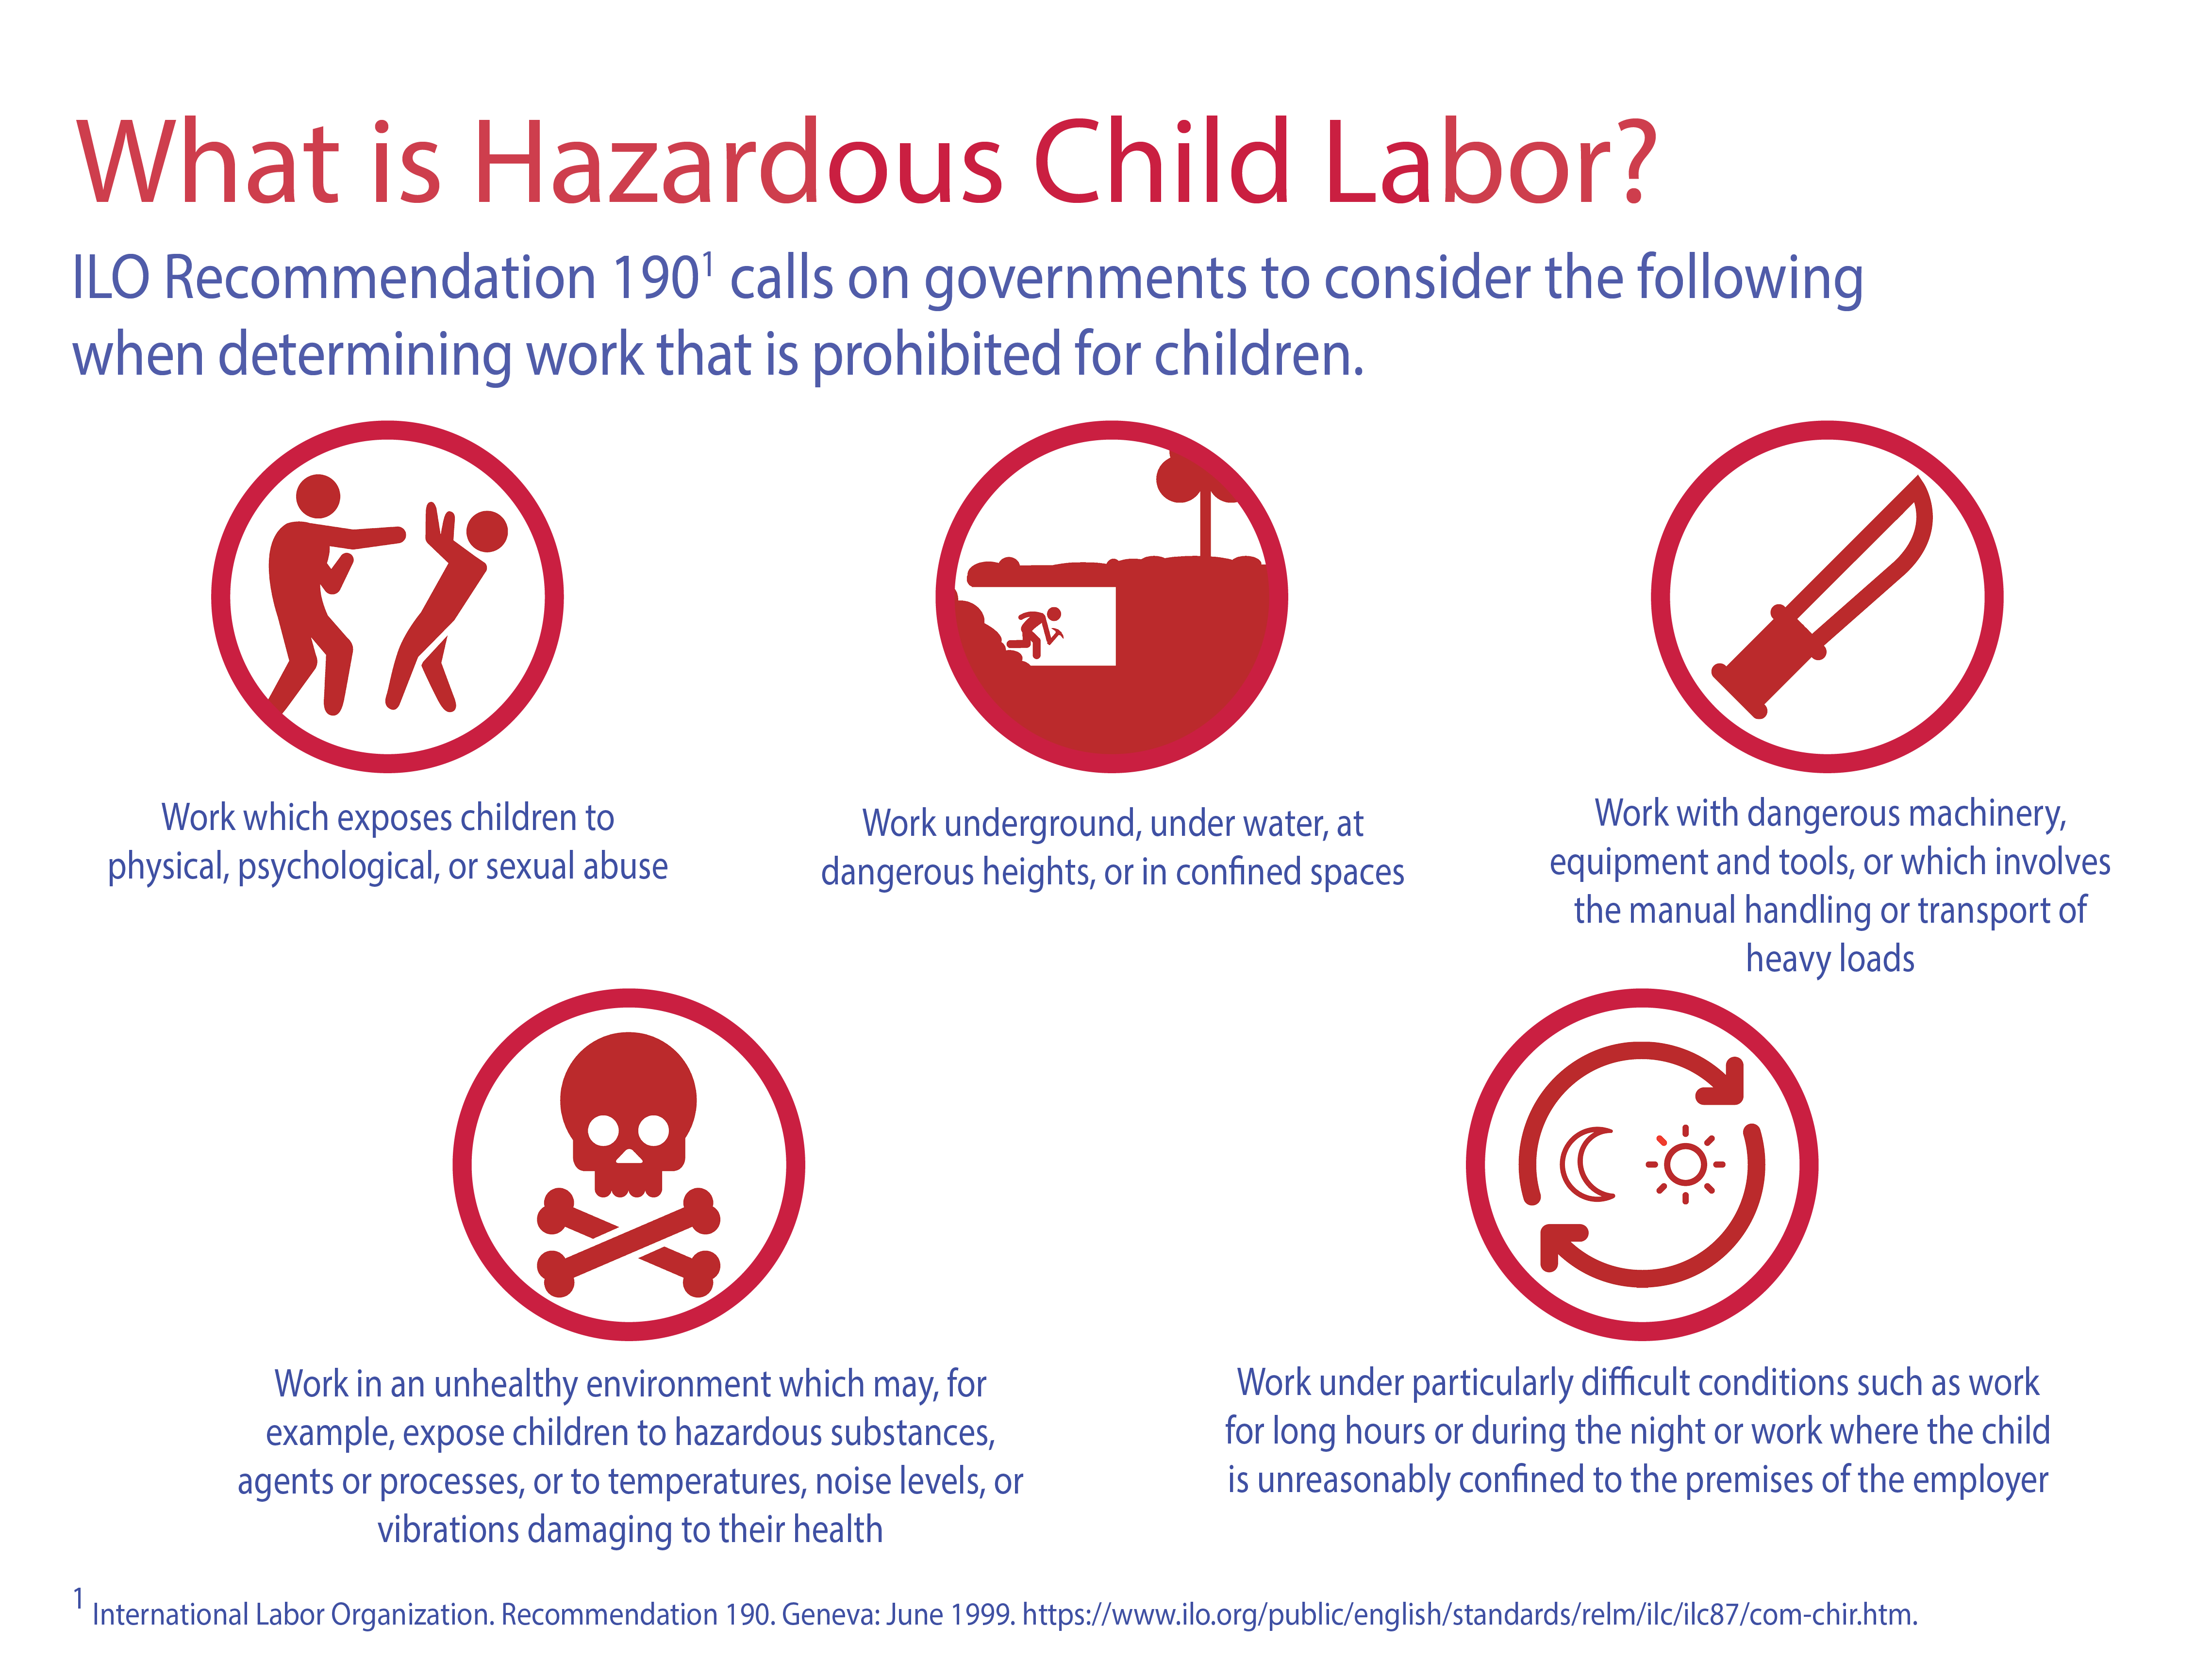 What is Hazardous Child Labor?
ILO Recommendation 190¹ calls on governments to consider the following
when determining work that is prohibited for children.
Work which exposes children to
physical, psychological, or sexual abuse
Work underground, under water, at
dangerous heights, or in confined spaces
Work with dangerous machinery,
equipment and tools, or which involves
the manual handling or transport of
heavy loads
Work in an unhealthy environment which may, for
example, expose children to hazardous substances,
agents or processes, or to temperatures, noise levels, or
vibrations damaging to their health
Work under particularly difficult conditions such as work
for long hours or during the night or work where the child
is unreasonably confined to the premises of the employer
¹ International Labor Organization. Recommendation 190. Geneva: June 1999. https://www.ilo.org/public/english/standards/relm/ilc/ilc87/com-chir.htm.